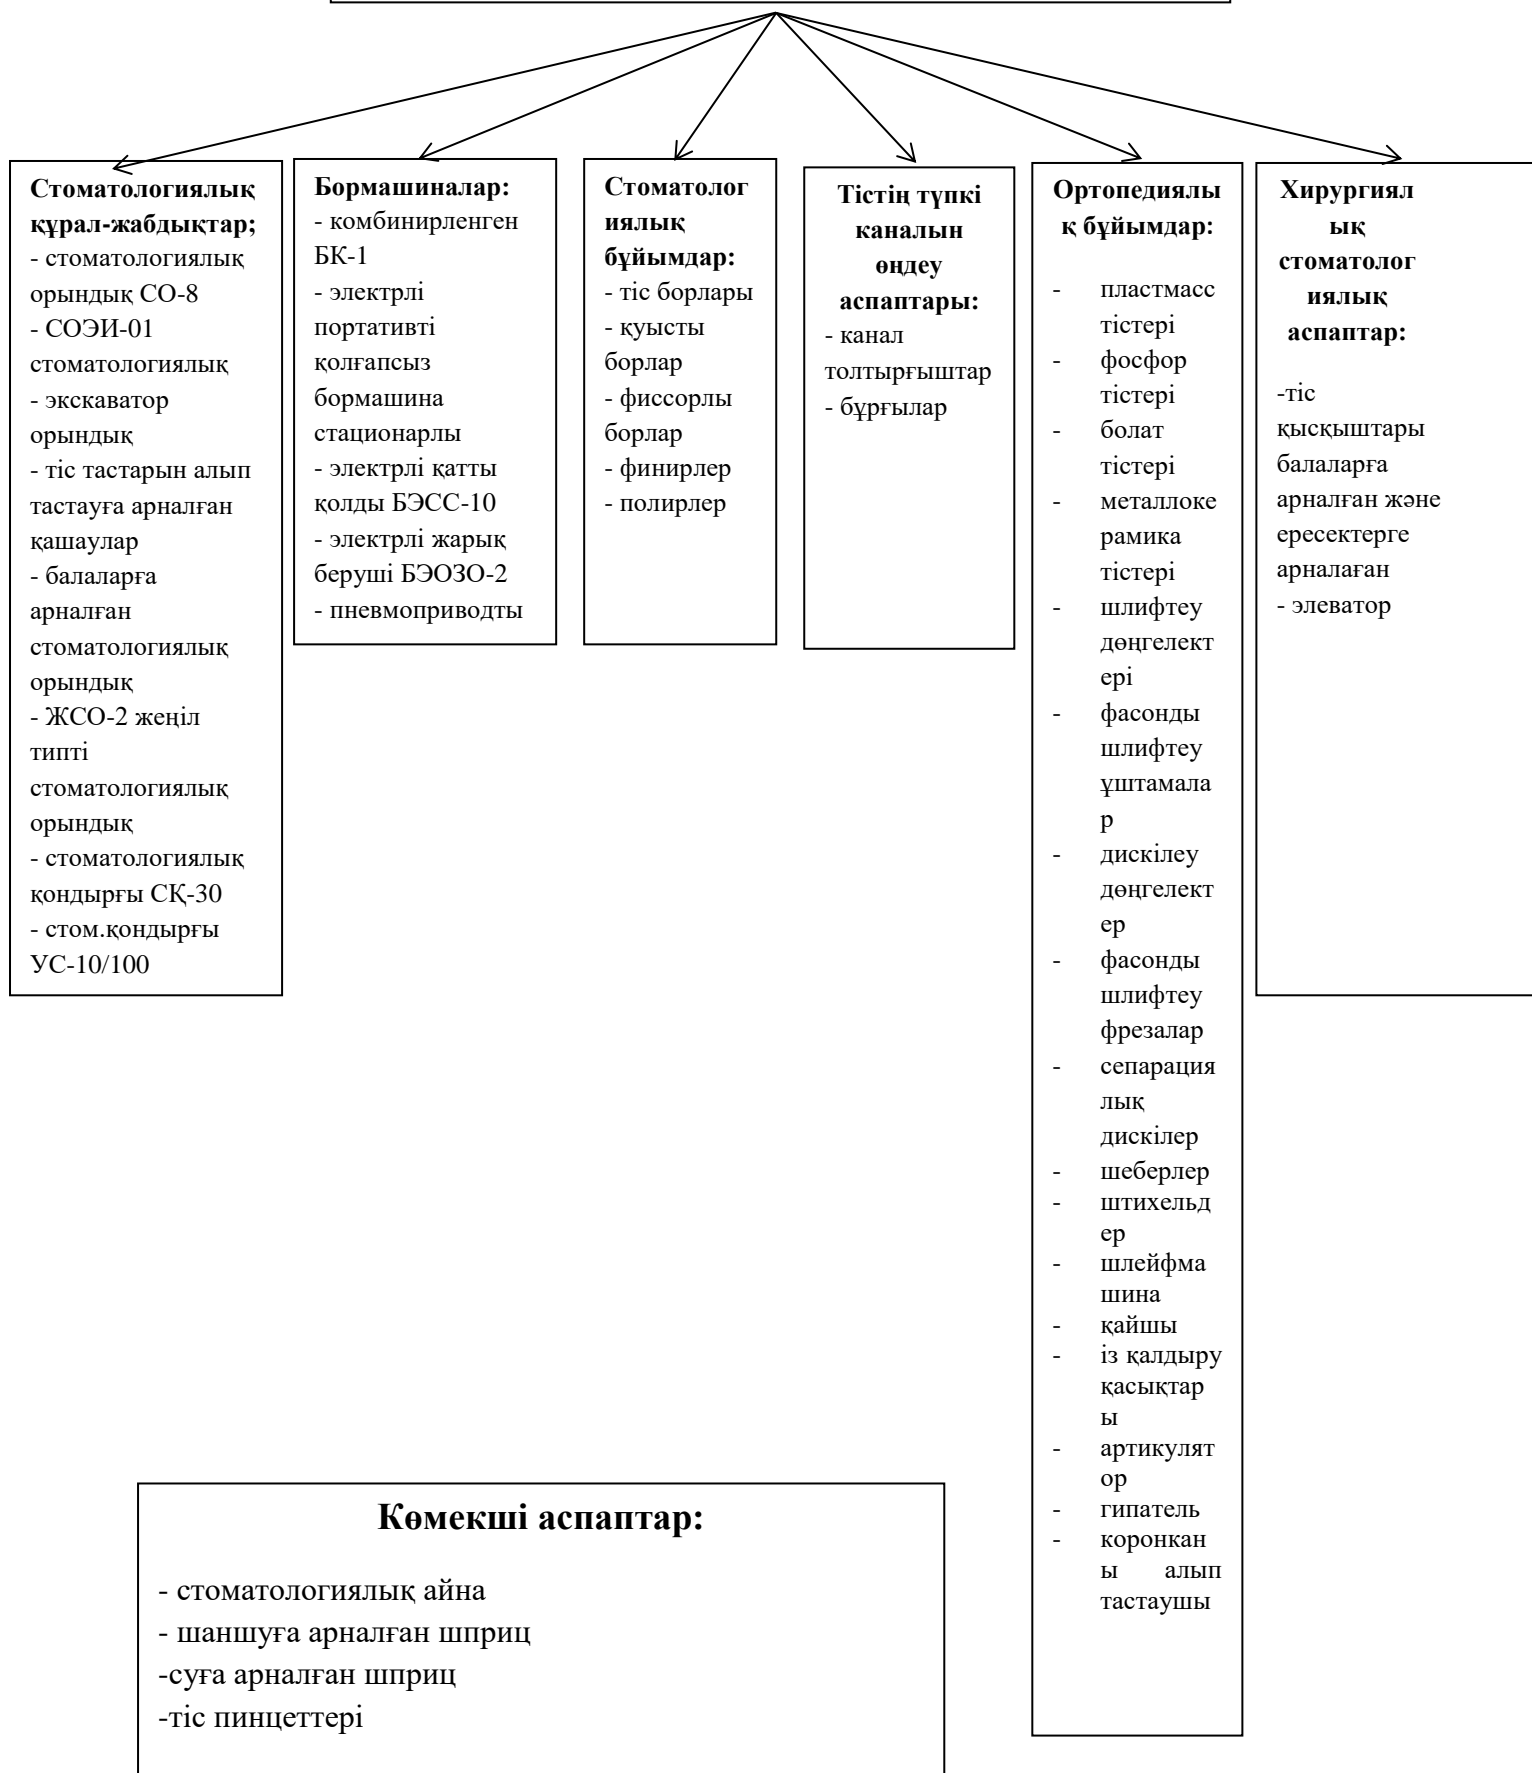 Стоматологиялық
құрал-жабдықтар;
- стоматологиялық
орындық СО-8
- СОЭИ-01
стоматологиялық
- экскаватор
орындық
- тіс тастарын алып
тастауға арналған
қашаулар
- балаларға
арналған
стоматологиялық
орындық
- ЖСО-2 жеңіл
типті
стоматологиялық
орындық
- стоматологиялық
қондырғы СҚ-30
- стом.қондырғы
УС-10/100
Бормашиналар:
- комбинирленген
БК-1
- электрлі
портативті
қолғапсыз
бормашина
стационарлы
- электрлі қатты
қолды БЭСС-10
- электрлі жарық
беруші БЭОЗО-2
- пневмоприводты
Стоматолог
иялық
бұйымдар:
- тіс борлары
- қуысты
борлар
- фиссорлы
борлар
- финирлер
- полирлер
Тістің түпкі
каналын
өңдеу
аспаптары:
- канал
толтырғыштар
- бұрғылар
Ортопедиялы
қ бұйымдар:
- пластмасс
тістері
- фосфор
тістері
- болат
тістері
- металлоке
рамика
тістері
- шлифтеу
дөңгелект
ері
- фасонды
шлифтеу
ұштамала
р
- дискілеу
дөңгелект
ер
- фасонды
шлифтеу
фрезалар
- сепарация
лық
дискілер
- шеберлер
- штихельд
ер
- шлейфма
шина
- қайшы
- із қалдыру
қасықтар
ы
- артикулят
ор
- гипатель
- коронкан
ы алып
тастаушы
Хирургиял
ық
стоматолог
иялық
аспаптар:
-тіс
қысқыштары
балаларға
арналған және
ересектерге
арналаған
- элеватор
Көмекші аспаптар:
- стоматологиялық айна
- шаншуға арналған шприц
-суға арналған шприц
-тіс пинцеттері